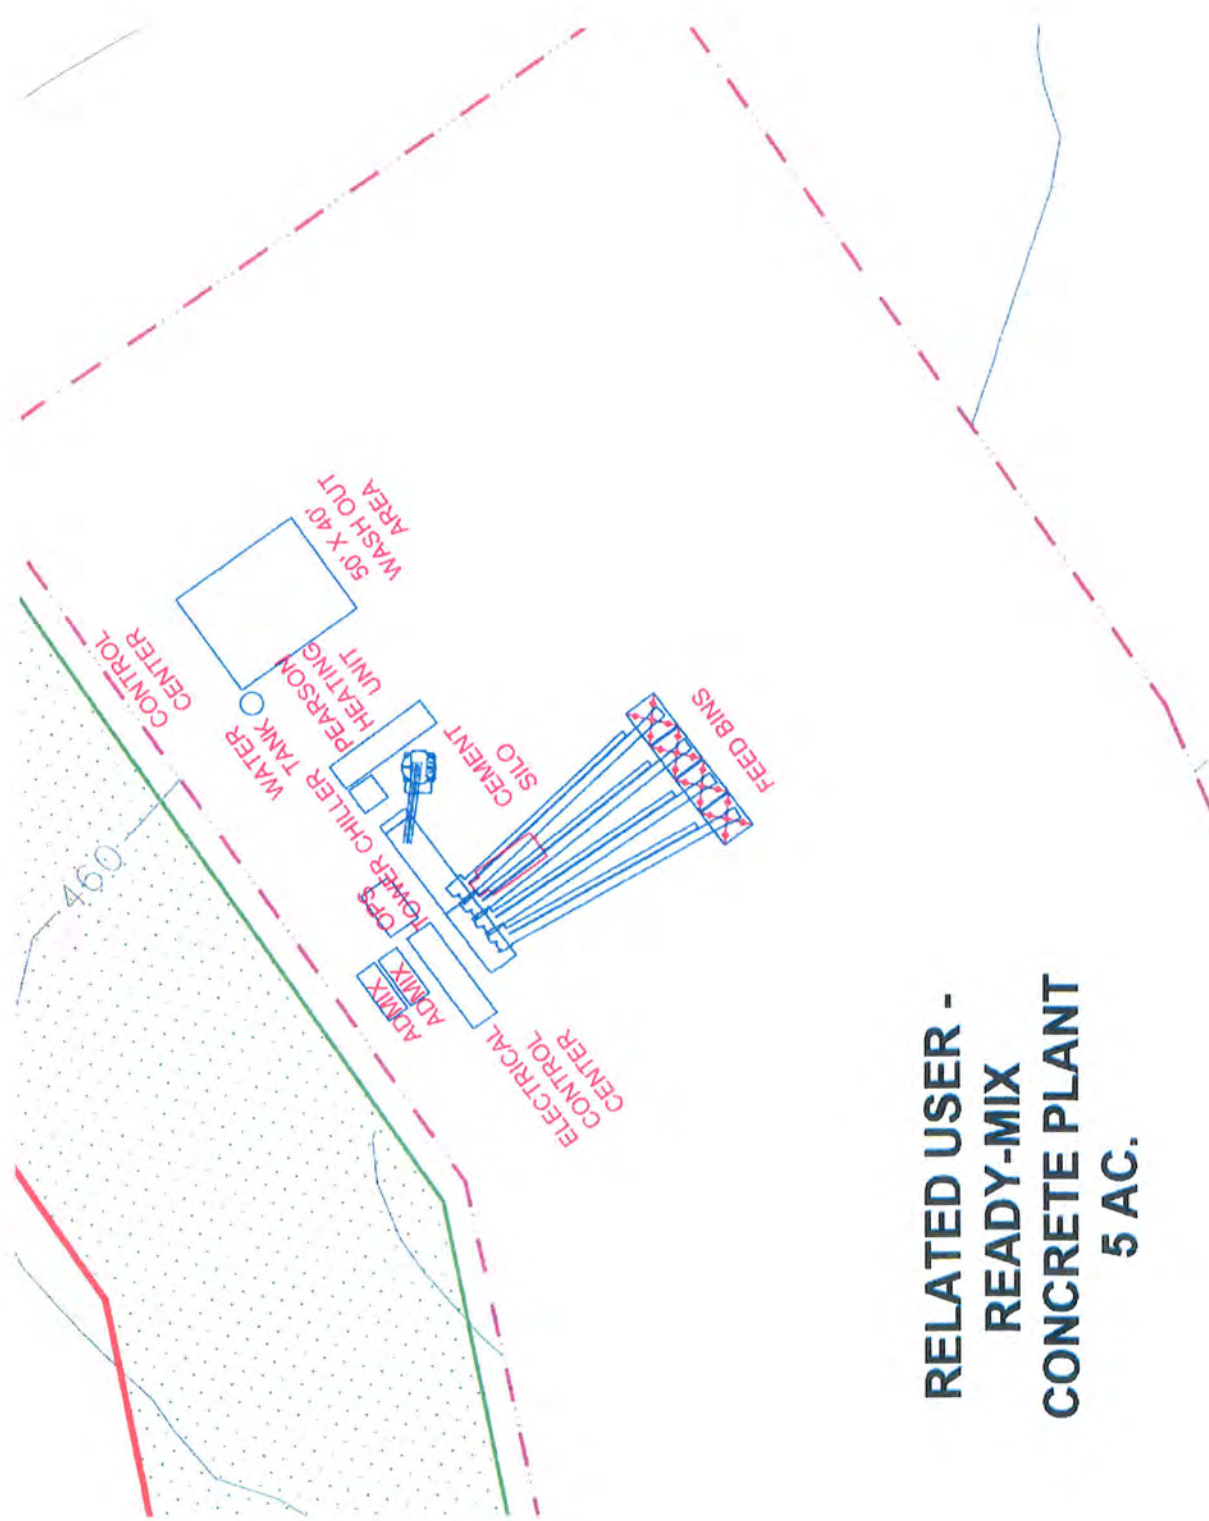 50' X 40'
WASH OUT
AREA
CONTROL
CENTER
WATER
TANK
PEARSON
HEATING
UNIT
CHILLER
TOWER
CEMENT
SILO
FEED BINS
OPS
ADMIX
ADMIX
ELECTRICAL
CONTROL
CENTER
460
RELATED USER -
READY-MIX
CONCRETE PLANT
5 AC.